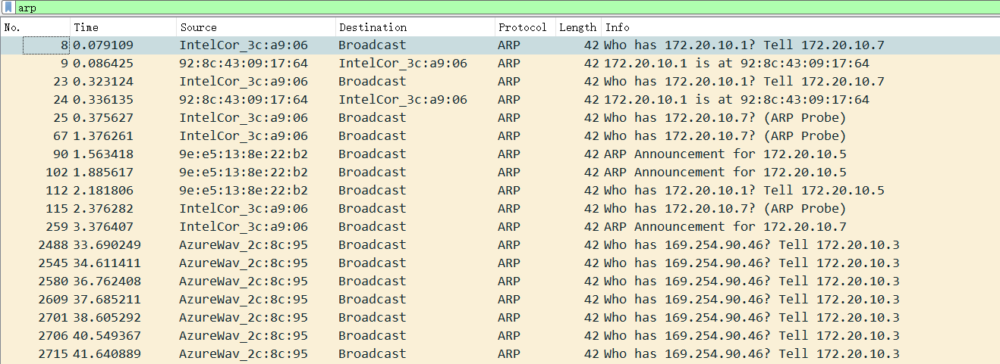 arp
No. Time Source Destination Protocol Length Info
8 0.079109 IntelCor_3c:a9:06 Broadcast ARP 42 Who has 172.20.10.1? Tell 172.20.10.7
9 0.086425 92:8c:43:09:17:64 IntelCor_3c:a9:06 ARP 42 172.20.10.1 is at 92:8c:43:09:17:64
23 0.323124 IntelCor_3c:a9:06 Broadcast ARP 42 Who has 172.20.10.1? Tell 172.20.10.7
24 0.336135 92:8c:43:09:17:64 IntelCor_3c:a9:06 ARP 42 172.20.10.1 is at 92:8c:43:09:17:64
25 0.375627 IntelCor_3c:a9:06 Broadcast ARP 42 Who has 172.20.10.7? (ARP Probe)
67 1.376261 IntelCor_3c:a9:06 Broadcast ARP 42 Who has 172.20.10.7? (ARP Probe)
90 1.563418 9e:e5:13:8e:22:b2 Broadcast ARP 42 ARP Announcement for 172.20.10.5
102 1.885617 9e:e5:13:8e:22:b2 Broadcast ARP 42 ARP Announcement for 172.20.10.5
112 2.181806 9e:e5:13:8e:22:b2 Broadcast ARP 42 Who has 172.20.10.1? Tell 172.20.10.5
115 2.376282 IntelCor_3c:a9:06 Broadcast ARP 42 Who has 172.20.10.7? (ARP Probe)
259 3.376407 IntelCor_3c:a9:06 Broadcast ARP 42 ARP Announcement for 172.20.10.7
2488 33.690249 AzureWav_2c:8c:95 Broadcast ARP 42 Who has 169.254.90.46? Tell 172.20.10.3
2545 34.611411 AzureWav_2c:8c:95 Broadcast ARP 42 Who has 169.254.90.46? Tell 172.20.10.3
2580 36.762408 AzureWav_2c:8c:95 Broadcast ARP 42 Who has 169.254.90.46? Tell 172.20.10.3
2609 37.685211 AzureWav_2c:8c:95 Broadcast ARP 42 Who has 169.254.90.46? Tell 172.20.10.3
2701 38.605292 AzureWav_2c:8c:95 Broadcast ARP 42 Who has 169.254.90.46? Tell 172.20.10.3
2706 40.549367 AzureWav_2c:8c:95 Broadcast ARP 42 Who has 169.254.90.46? Tell 172.20.10.3
2715 41.640889 AzureWav_2c:8c:95 Broadcast ARP 42 Who has 169.254.90.46? Tell 172.20.10.3